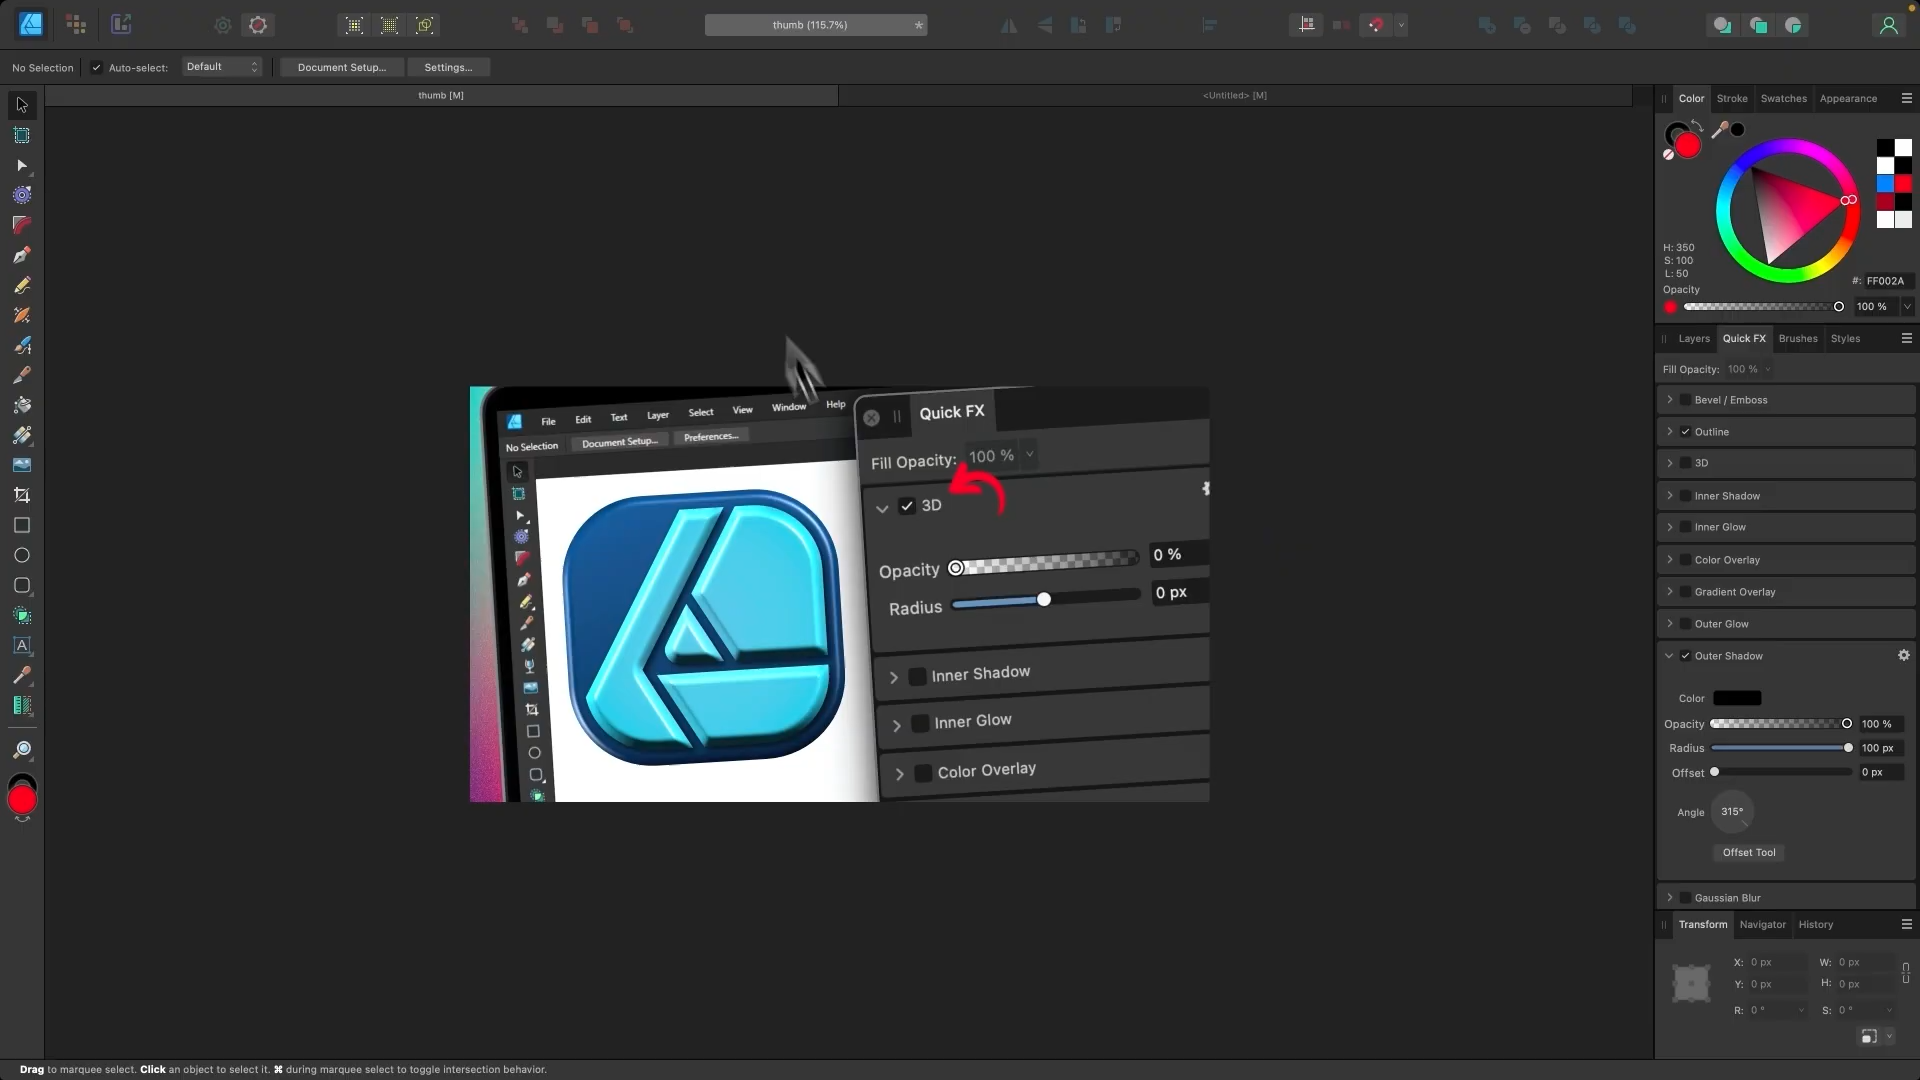 thumb (115.7%)
*
No Selection
Auto-select:
Default
Document Setup...
Settings...
thumb [M]
<Untitled> [M]
Color
Stroke
Swatches
Appearance
H: 350
S: 100
L: 50
#: FF002A
Opacity
100 %
Layers
Quick FX
Brushes
Styles
Fill Opacity: 100 %
Bevel / Emboss
Outline
3D
Inner Shadow
Inner Glow
Color Overlay
Gradient Overlay
Outer Glow
Outer Shadow
Color
Opacity
100 %
Radius
100 px
Offset
0 px
Angle
315°
Offset Tool
Gaussian Blur
Transform
Navigator
History
X: 0 px
W: 0 px
Y: 0 px
H: 0 px
R: 0 °
S: 0 °
File
Edit
Text
Layer
Select
View
Window
Help
No Selection
Document Setup...
Preferences...
Quick FX
Fill Opacity: 100 %
3D
Opacity
0 %
Radius
0 px
Inner Shadow
Inner Glow
Color Overlay
A
Drag to marquee select. Click an object to select it. ⌘ during marquee select to toggle intersection behavior.